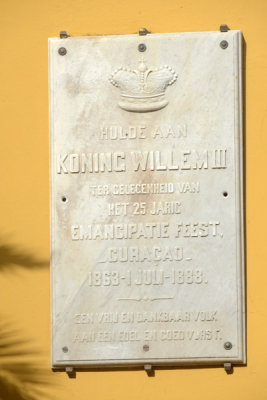 HULDE AAN
KONING WILLEM III
TER GELEGENHEID VAN
HET 25 JARIG
EMANCIPATIE FEEST,
CURAÇAO.
1863-1 JULI-1888.
EEN VRIJ EN DANKBAAR VOLK
AAN EEN EDEL EN GOED VORST.